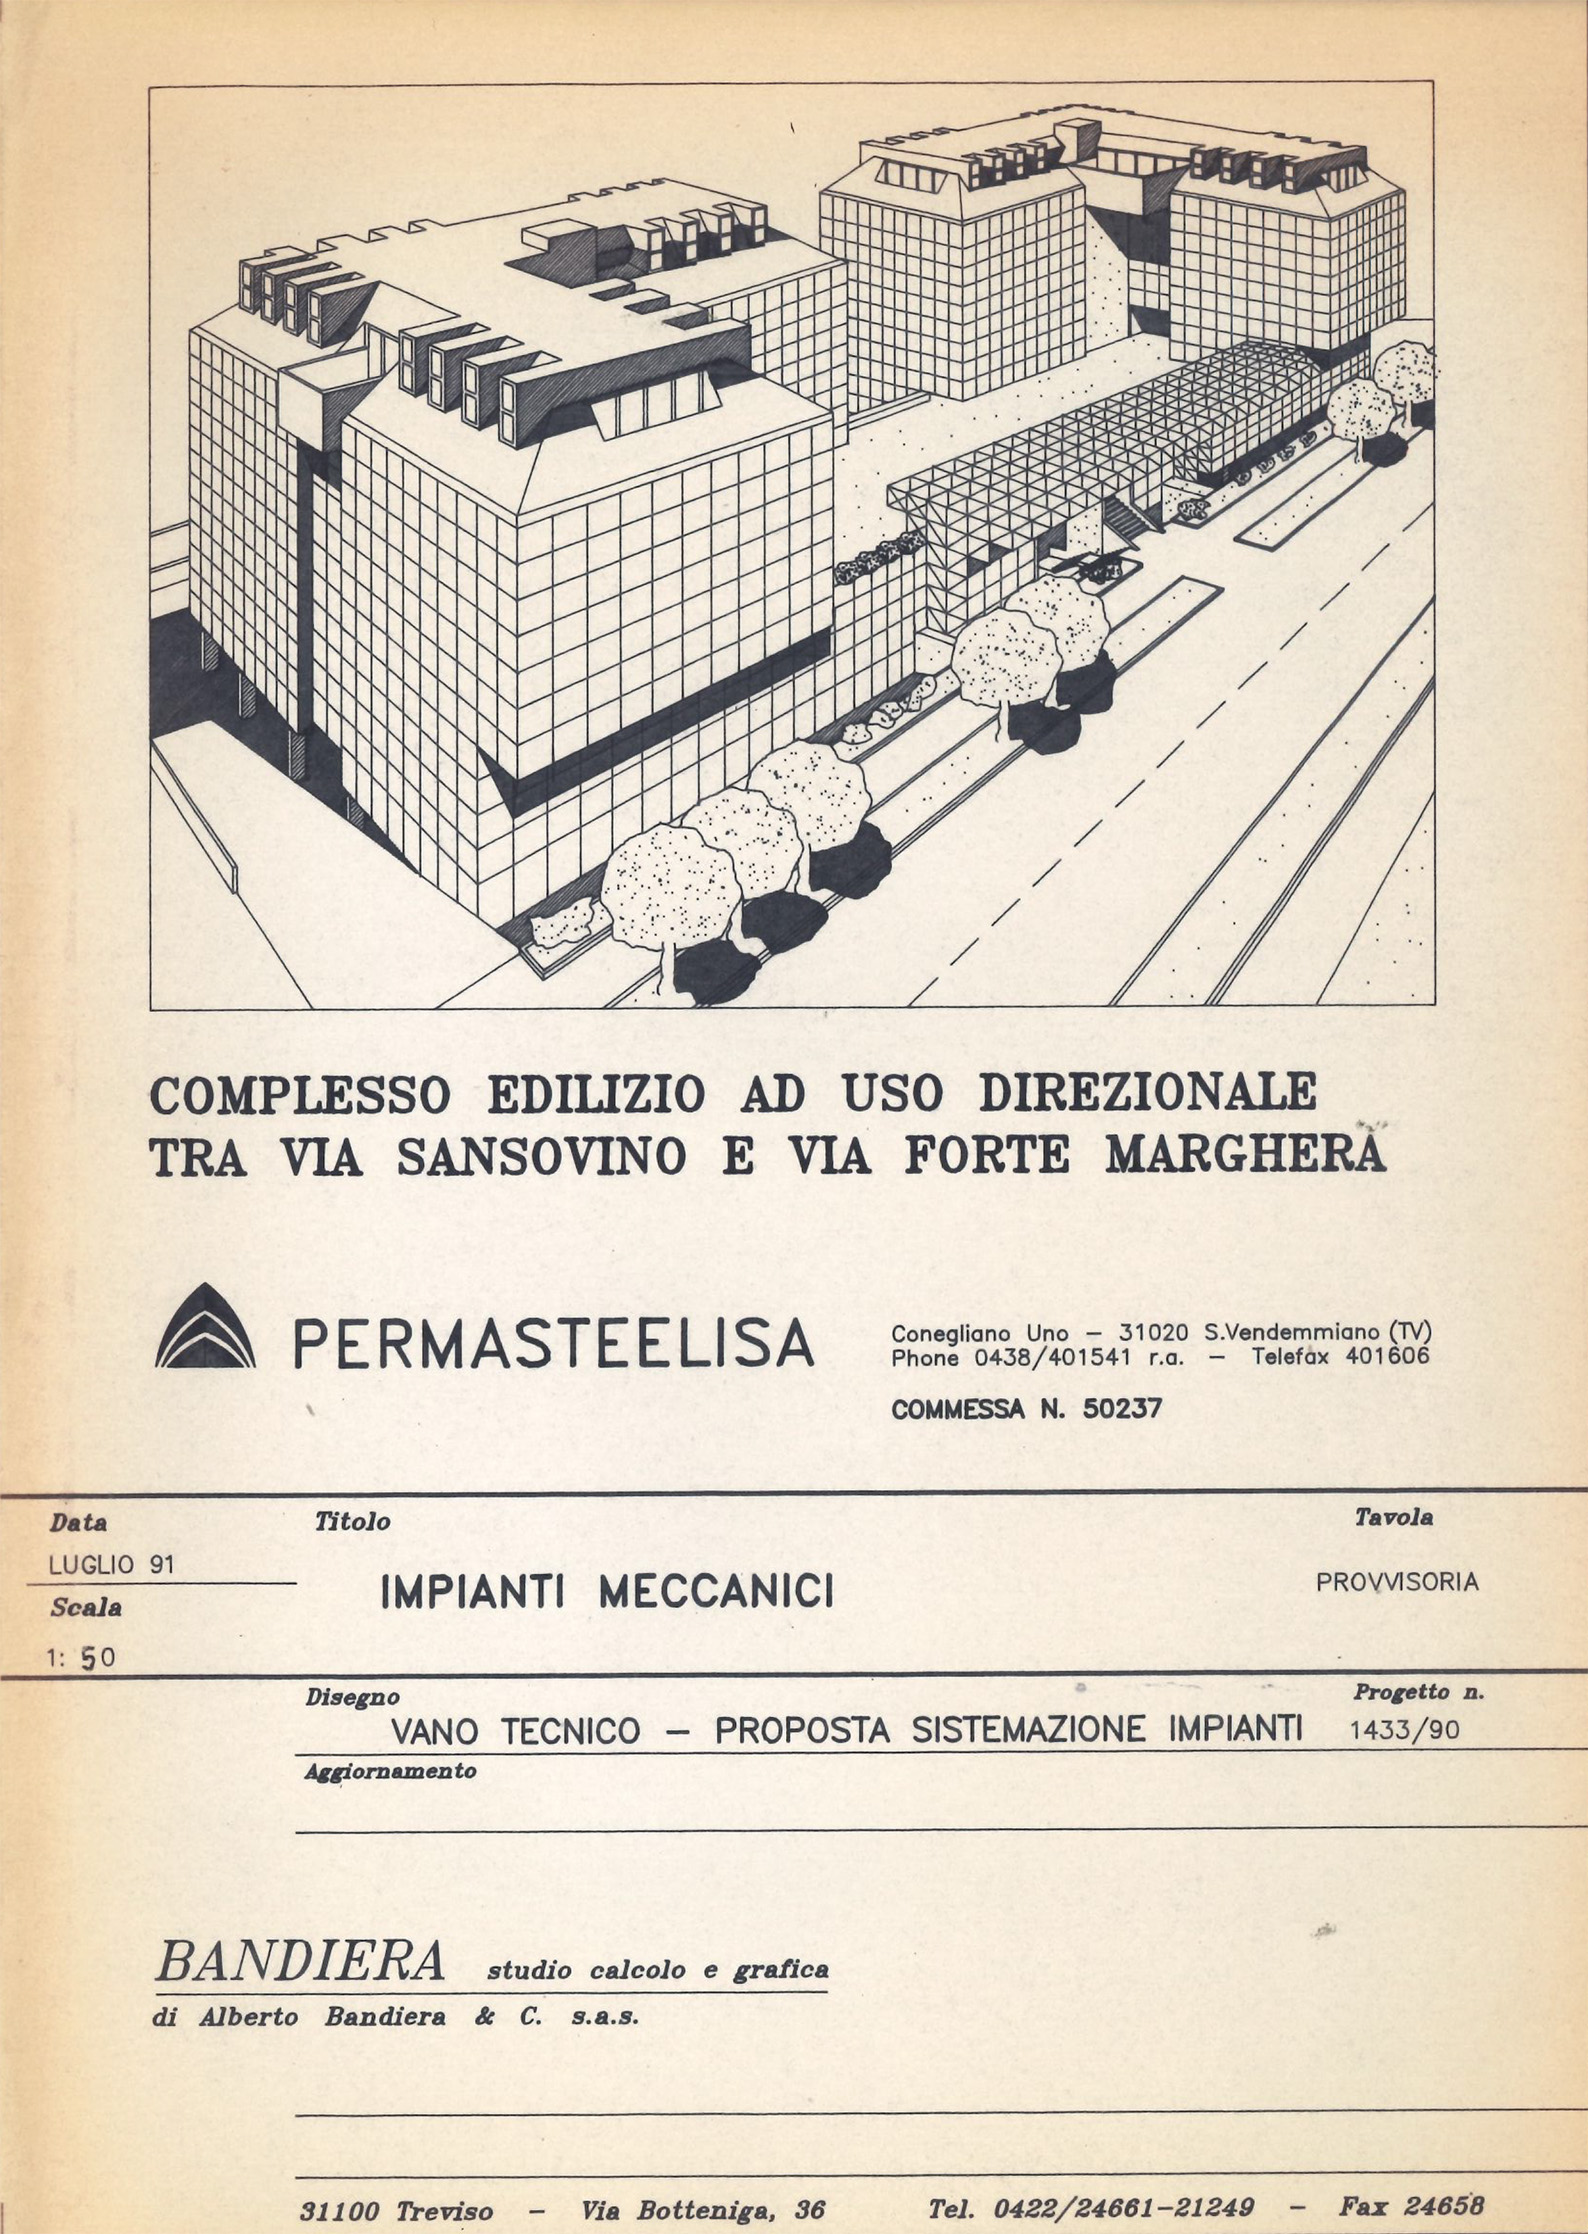 COMPLESSO EDILIZIO AD USO DIREZIONALE
TRA VIA SANSOVINO E VIA FORTE MARGHERA
PERMASTEELISA
Conegliano Uno - 31020 S.Vendemmiano (TV)
Phone 0438/401541 r.a. - Telefax 401606
COMMESSA N. 50237
Data
LUGLIO 91
Scala
1: 50
Titolo
IMPIANTI MECCANICI
Tavola
PROVVISORIA
Disegno
VANO TECNICO - PROPOSTA SISTEMAZIONE IMPIANTI
Progetto n.
1433/90
Aggiornamento
BANDIERA studio calcolo e grafica
di Alberto Bandiera & C. s.a.s.
31100 Treviso - Via Botteniga, 36 Tel. 0422/24661-21249 - Fax 24658